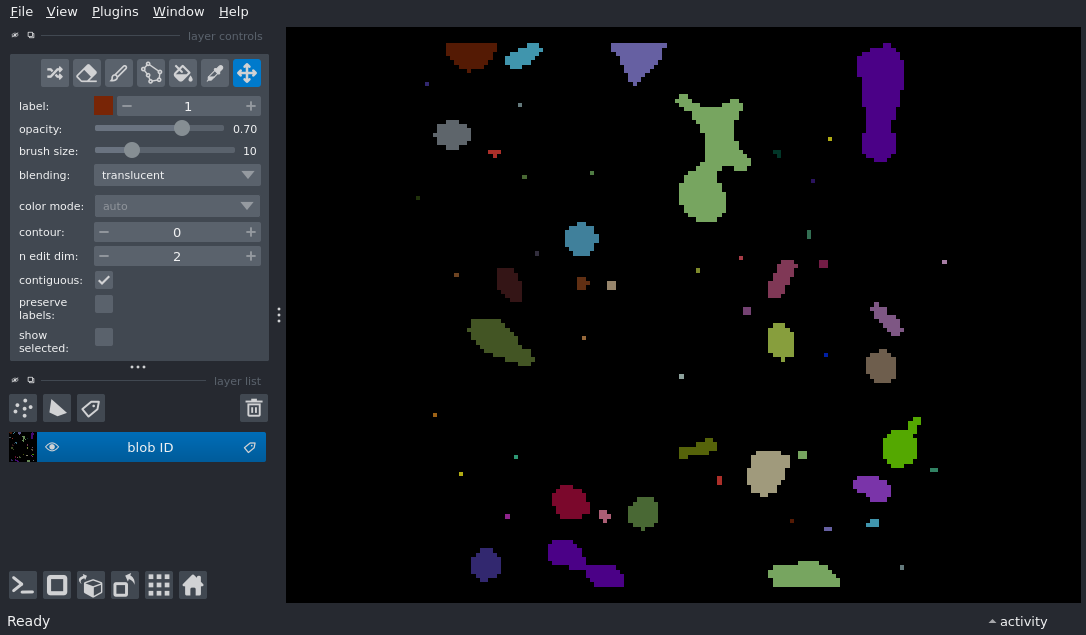 File View Plugins Window Help
layer controls
label: 1
opacity: 0.70
brush size: 10
blending: translucent
color mode: auto
contour: 0
n edit dim: 2
contiguous:
preserve
labels:
show
selected:
layer list
blob ID
Ready
activity